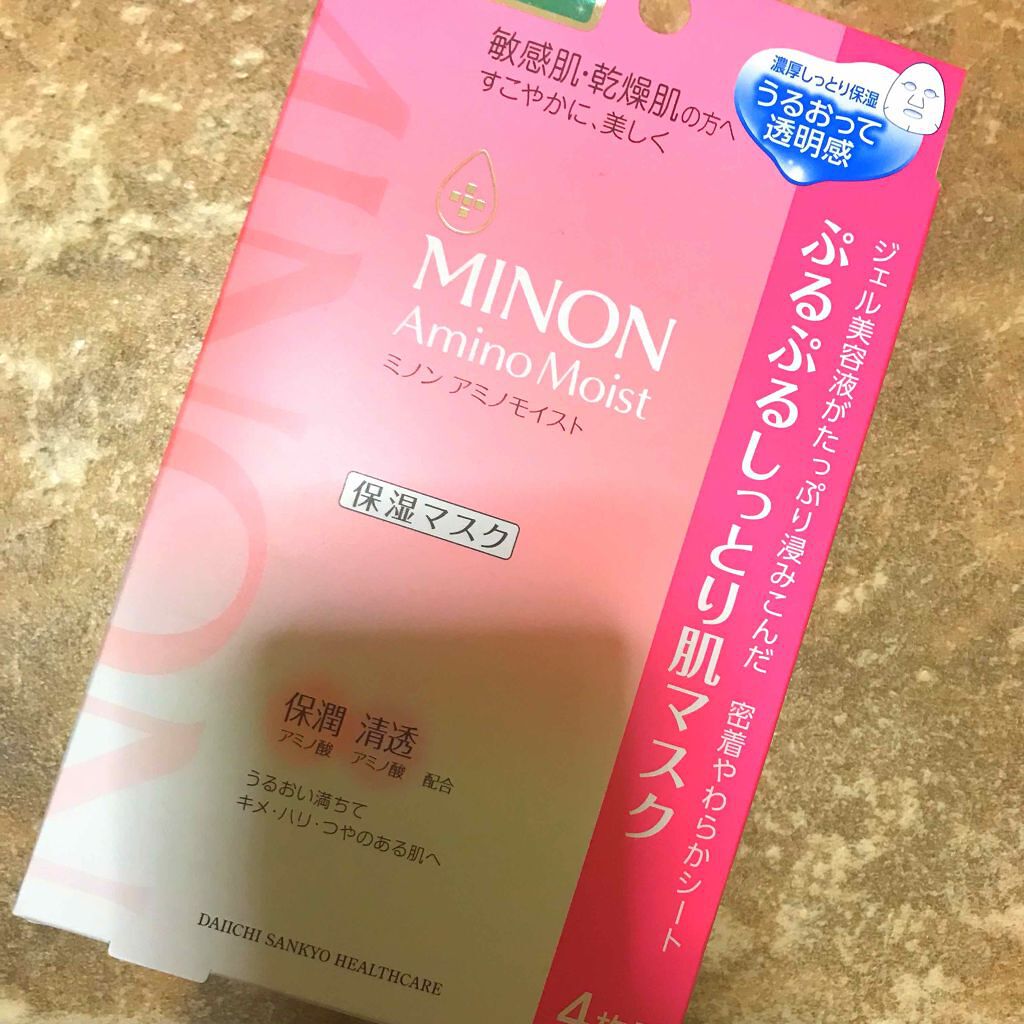 敏感肌・乾燥肌の方へ
すこやかに、美しく
濃厚しっとり保湿
うるおって
透明感
MINON
Amino Moist
ミノン アミノモイスト
保湿マスク
ジェル美容液がたっぷり浸みこんだ 密着やわらかシート
ぷるぷるしっとり肌マスク
保潤 清透
アミノ酸 アミノ酸 配合
うるおい満ちて
キメ・ハリ・つやのある肌へ
DAIICHI SANKYO HEALTHCARE
4枚
MINON